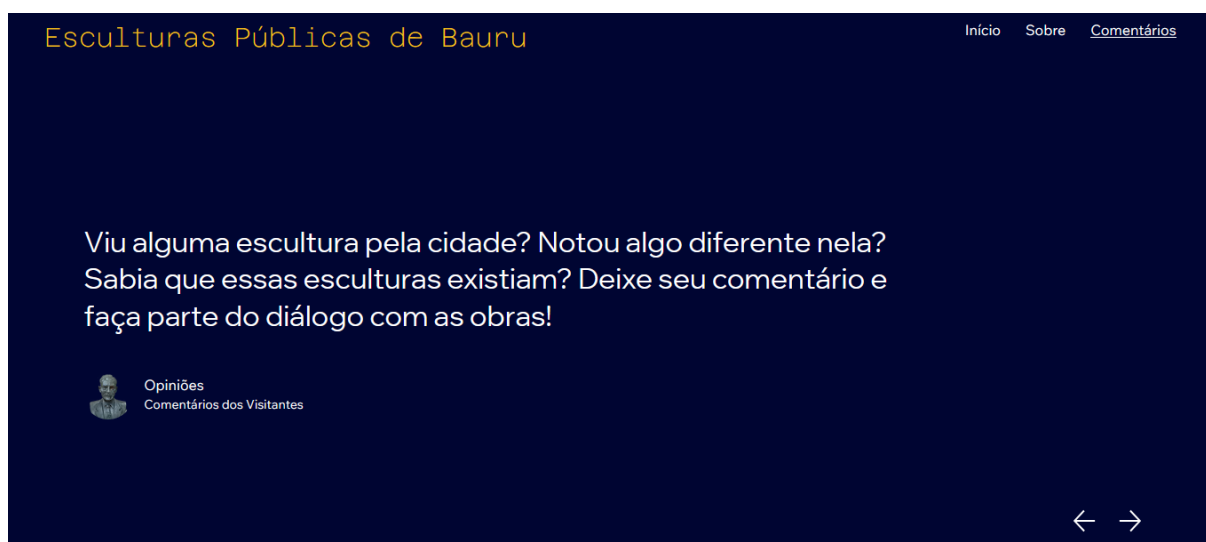 Esculturas Públicas de Bauru
Início Sobre Comentários
Viu alguma escultura pela cidade? Notou algo diferente nela?
Sabia que essas esculturas existiam? Deixe seu comentário e
faça parte do diálogo com as obras!
Opiniões
Comentários dos Visitantes